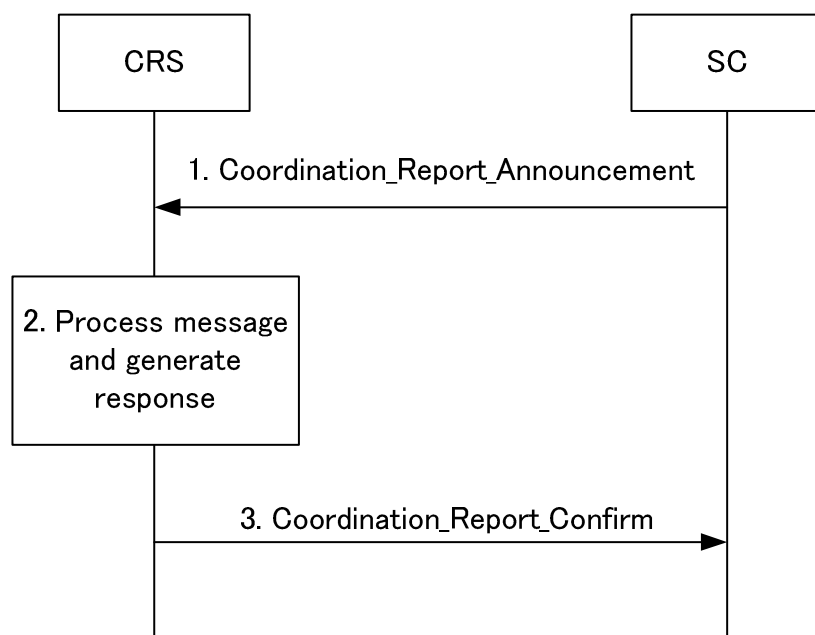 CRS
SC
1. Coordination_Report_Announcement
2. Process message
and generate
response
3. Coordination_Report_Confirm